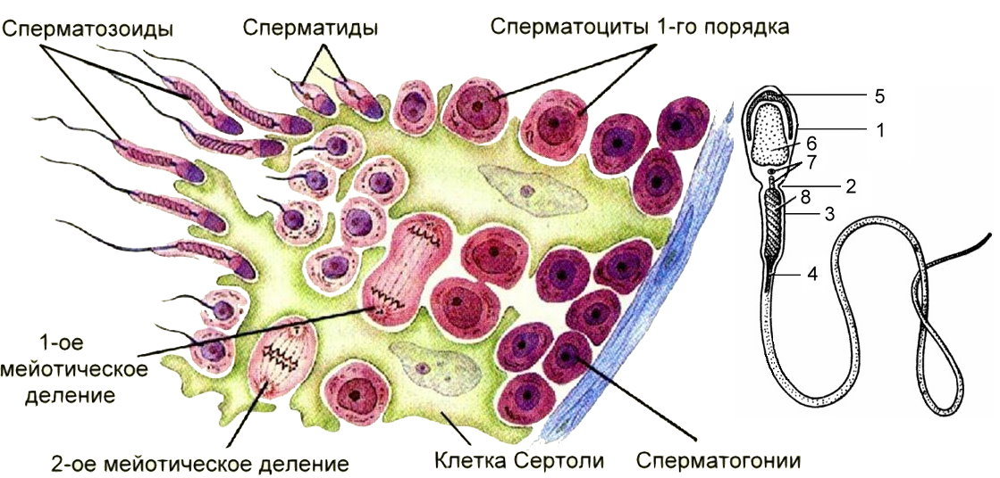 Сперматозоиды
Сперматиды
Сперматоциты 1-го порядка
5
1
6
7
2
8
3
4
1-ое
мейотическое
деление
2-ое мейотическое деление
Клетка Сертоли
Сперматогонии